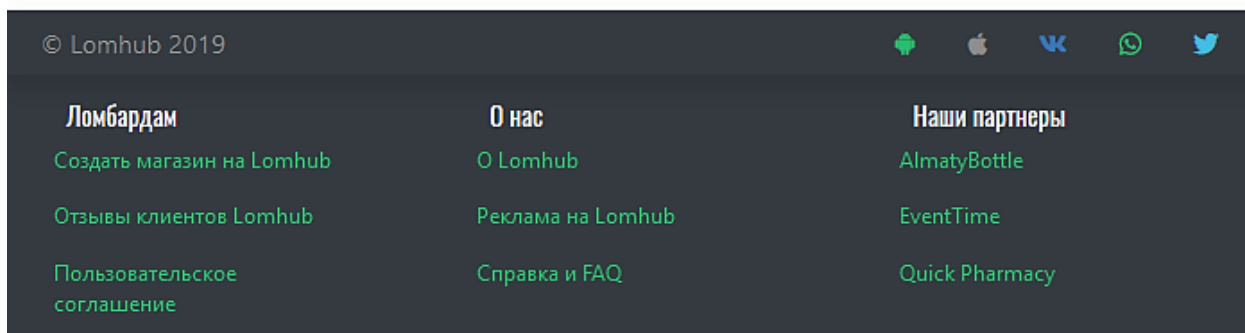 © Lomhub 2019
Ломбардам
Создать магазин на Lomhub
Отзывы клиентов Lomhub
Пользовательское
соглашение
О нас
О Lomhub
Реклама на Lomhub
Справка и FAQ
Наши партнеры
AlmatyBottle
EventTime
Quick Pharmacy